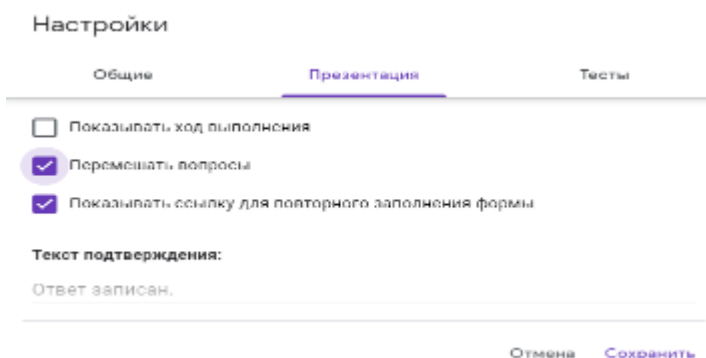 Настройки
Общие Презентация Тесты
Показывать ход выполнения
Перемешать вопросы
Показывать ссылку для повторного заполнения формы
Текст подтверждения:
Ответ записан.
Отмена Сохранить